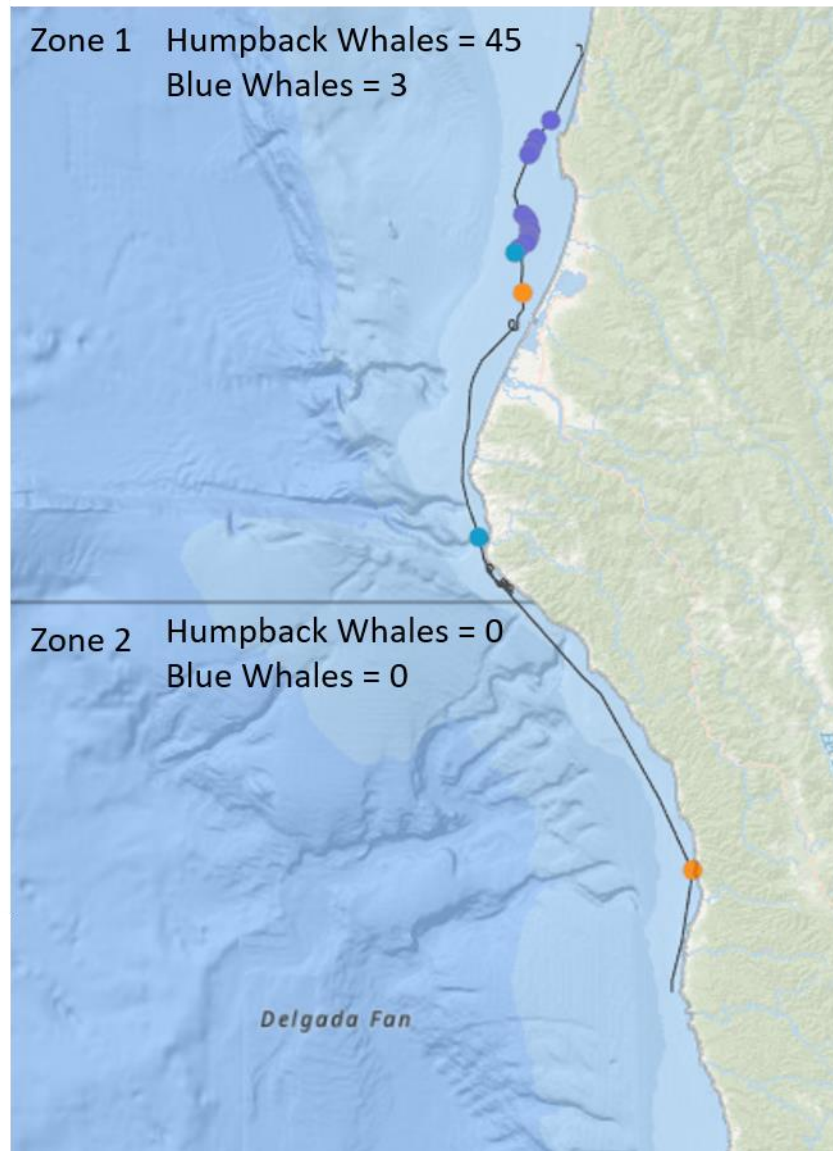 Zone 1 Humpback Whales = 45
Blue Whales = 3
Zone 2 Humpback Whales = 0
Blue Whales = 0
Delgada Fan